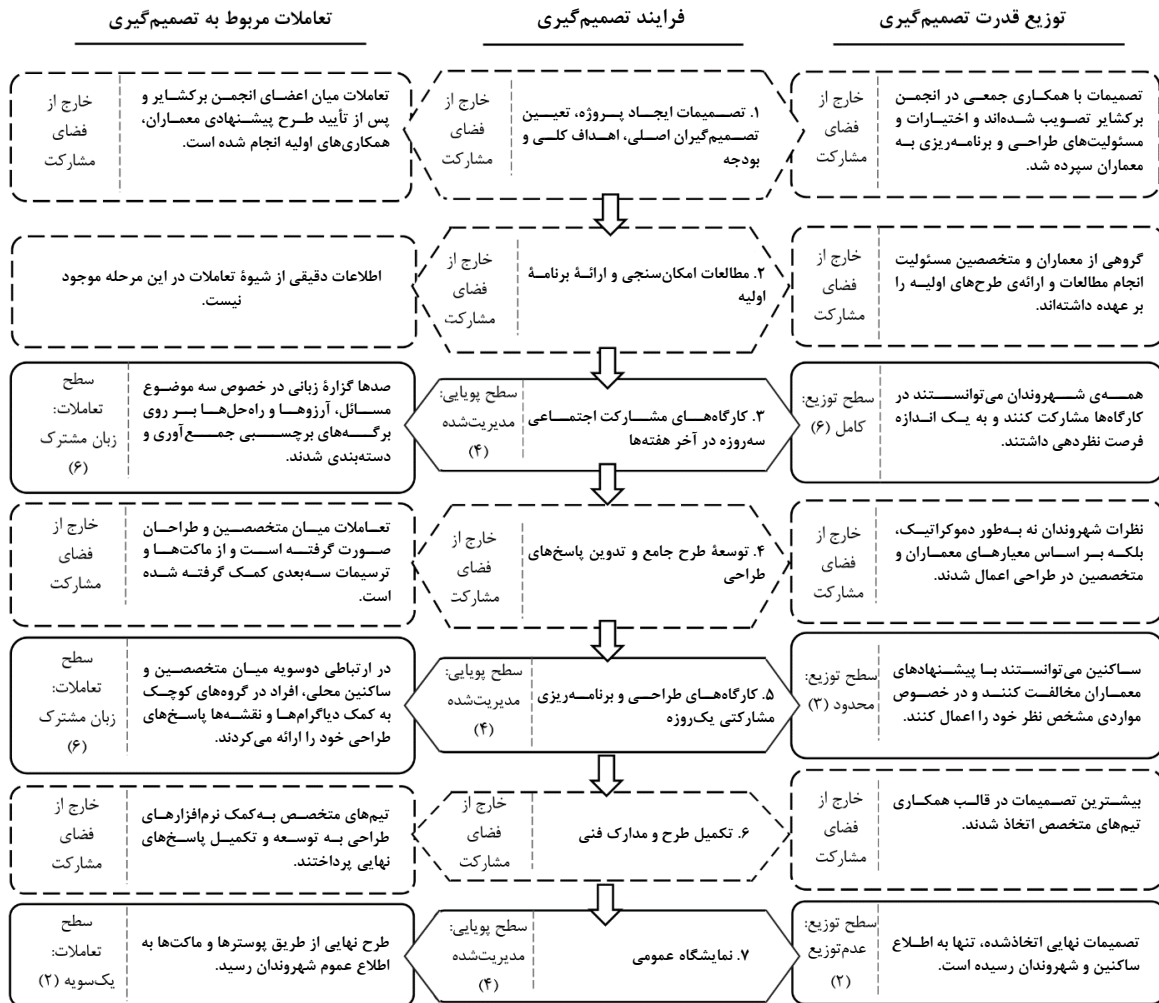 توزیع قدرت تصمیم‌گیری
فرایند تصمیم‌گیری
تعاملات مربوط به تصمیم‌گیری
تصمیمات با همکاری جمعی در انجمن
برکشایر تصویب شده‌اند و اختیارات و
مسئولیت‌های طراحی و برنامه‌ریزی به
معماران سپرده شد.
خارج از
فضای
مشارکت
۱. تصمیمات ایجاد پروژه، تعیین
تصمیم‌گیران اصلی، اهداف کلی و
بودجه
خارج از
فضای
مشارکت
تعاملات میان اعضای انجمن برکشایر و
پس از تأیید طرح پیشنهادی معماران،
همکاری‌های اولیه انجام شده است.
خارج از
فضای
مشارکت
گروهی از معماران و متخصصین مسئولیت
انجام مطالعات و ارائه‌ی طرح‌های اولیه را
بر عهده داشته‌اند.
خارج از
فضای
مشارکت
۲. مطالعات امکان‌سنجی و ارائهٔ برنامهٔ
اولیه
خارج از
فضای
مشارکت
اطلاعات دقیقی از شیوهٔ تعاملات در این مرحله موجود
نیست.
همه‌ی شهروندان می‌توانستند در
کارگاه‌ها مشارکت کنند و به یک اندازه
فرصت نظردهی داشتند.
سطح توزیع:
کامل (۶)
۳. کارگاه‌های مشارکت اجتماعی
سه‌روزه در آخر هفته‌ها
سطح پویایی:
مدیریت‌شده
(۴)
صدها گزارهٔ زبانی در خصوص سه موضوع
مسائل، آرزوها و راه‌حل‌ها بر روی
برگه‌های برچسبی جمع‌آوری و
دسته‌بندی شدند.
سطح
تعاملات:
زبان مشترک
(۶)
نظرات شهروندان نه به‌طور دموکراتیک،
بلکه بر اساس معیارهای معماران و
متخصصین در طراحی اعمال شدند.
خارج از
فضای
مشارکت
۴. توسعهٔ طرح جامع و تدوین پاسخ‌های
طراحی
خارج از
فضای
مشارکت
تعاملات میان متخصصین و طراحان
صورت گرفته است و از ماکت‌ها و
ترسیمات سه‌بعدی کمک گرفته شده
است.
خارج از
فضای
مشارکت
ساکنین می‌توانستند با پیشنهادهای
معماران مخالفت کنند و در خصوص
مواردی مشخص نظر خود را اعمال کنند.
سطح توزیع:
محدود (۳)
۵. کارگاه‌های طراحی و برنامه‌ریزی
مشارکتی یک‌روزه
سطح پویایی:
مدیریت‌شده
(۴)
در ارتباطی دوسویه میان متخصصین و
ساکنین محلی، افراد در گروه‌های کوچک
به کمک دیاگرام‌ها و نقشه‌ها پاسخ‌های
طراحی خود را ارائه می‌کردند.
سطح
تعاملات:
زبان مشترک
(۶)
بیشترین تصمیمات در قالب همکاری
تیم‌های متخصص اتخاذ شدند.
خارج از
فضای
مشارکت
۶. تکمیل طرح و مدارک فنی
خارج از
فضای
مشارکت
تیم‌های متخصص به‌کمک نرم‌افزارهای
طراحی به توسعه و تکمیل پاسخ‌های
نهایی پرداختند.
خارج از
فضای
مشارکت
تصمیمات نهایی اتخاذشده، تنها به اطلاع
ساکنین و شهروندان رسیده است.
سطح توزیع:
عدم‌توزیع
(۲)
۷. نمایشگاه عمومی
سطح پویایی:
مدیریت‌شده
(۴)
طرح نهایی از طریق پوسترها و ماکت‌ها به
اطلاع عموم شهروندان رسید.
سطح
تعاملات:
یک‌سویه (۲)